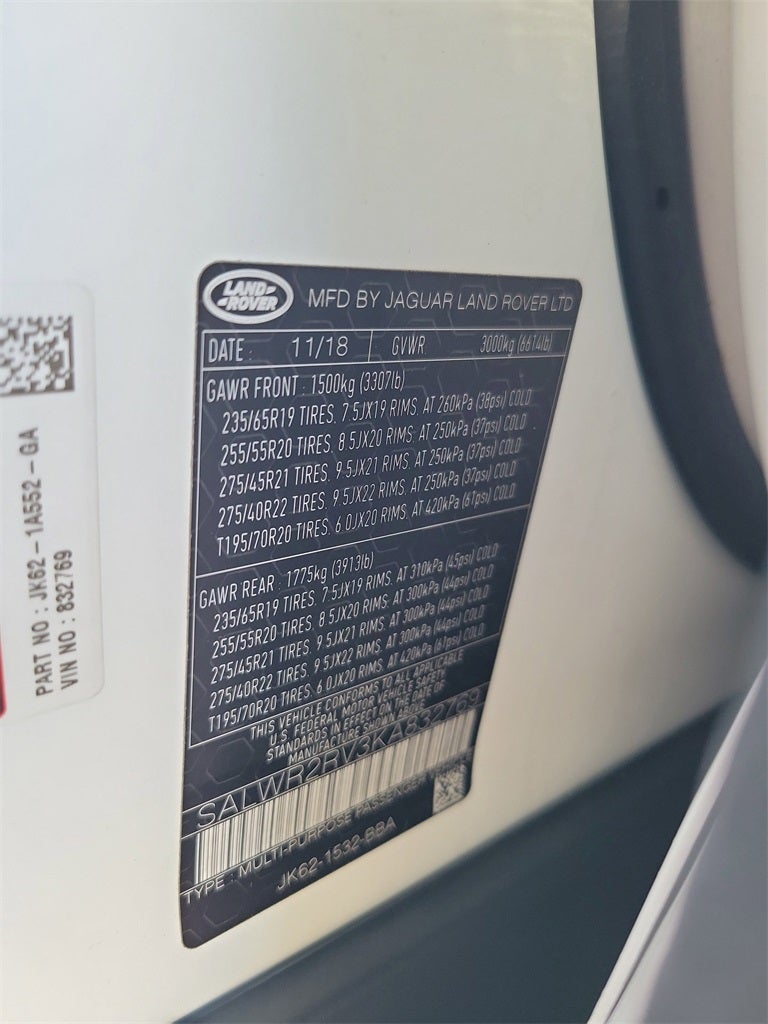 LAND-
-ROVER
MFD BY JAGUAR LAND ROVER LTD
DATE : 11/18 GVWR 3000kg (6614lb)
GAWR FRONT : 1500kg (3307lb)
235/65R19 TIRES. 7.5JX19 RIMS. AT 260kPa (38psi) COLD
255/55R20 TIRES. 8.5JX20 RIMS. AT 250kPa (37psi) COLD
275/45R21 TIRES. 9.5JX21 RIMS. AT 250kPa (37psi) COLD
275/40R22 TIRES. 9.5JX22 RIMS. AT 250kPa (37psi) COLD
T195/70R20 TIRES. 6.0JX20 RIMS. AT 420kPa (61psi) COLD
GAWR REAR : 1775kg (3913lb)
235/65R19 TIRES. 7.5JX19 RIMS. AT 310kPa (45psi) COLD
255/55R20 TIRES. 8.5JX20 RIMS. AT 300kPa (44psi) COLD
275/45R21 TIRES. 9.5JX21 RIMS. AT 300kPa (44psi) COLD
275/40R22 TIRES. 9.5JX22 RIMS. AT 300kPa (44psi) COLD
T195/70R20 TIRES. 6.0JX20 RIMS. AT 420kPa (61psi) COLD
THIS VEHICLE CONFORMS TO ALL APPLICABLE
U.S. FEDERAL MOTOR VEHICLE SAFETY
STANDARDS IN EFFECT ON THE DATE OF
MANUFACTURE SHOWN ABOVE
SALWR2RV3KA832769
TYPE : MULTI-PURPOSE PASSENGER
JK62-1532-BBA
PART NO : JK62-1A552-GA
VIN NO : 832769